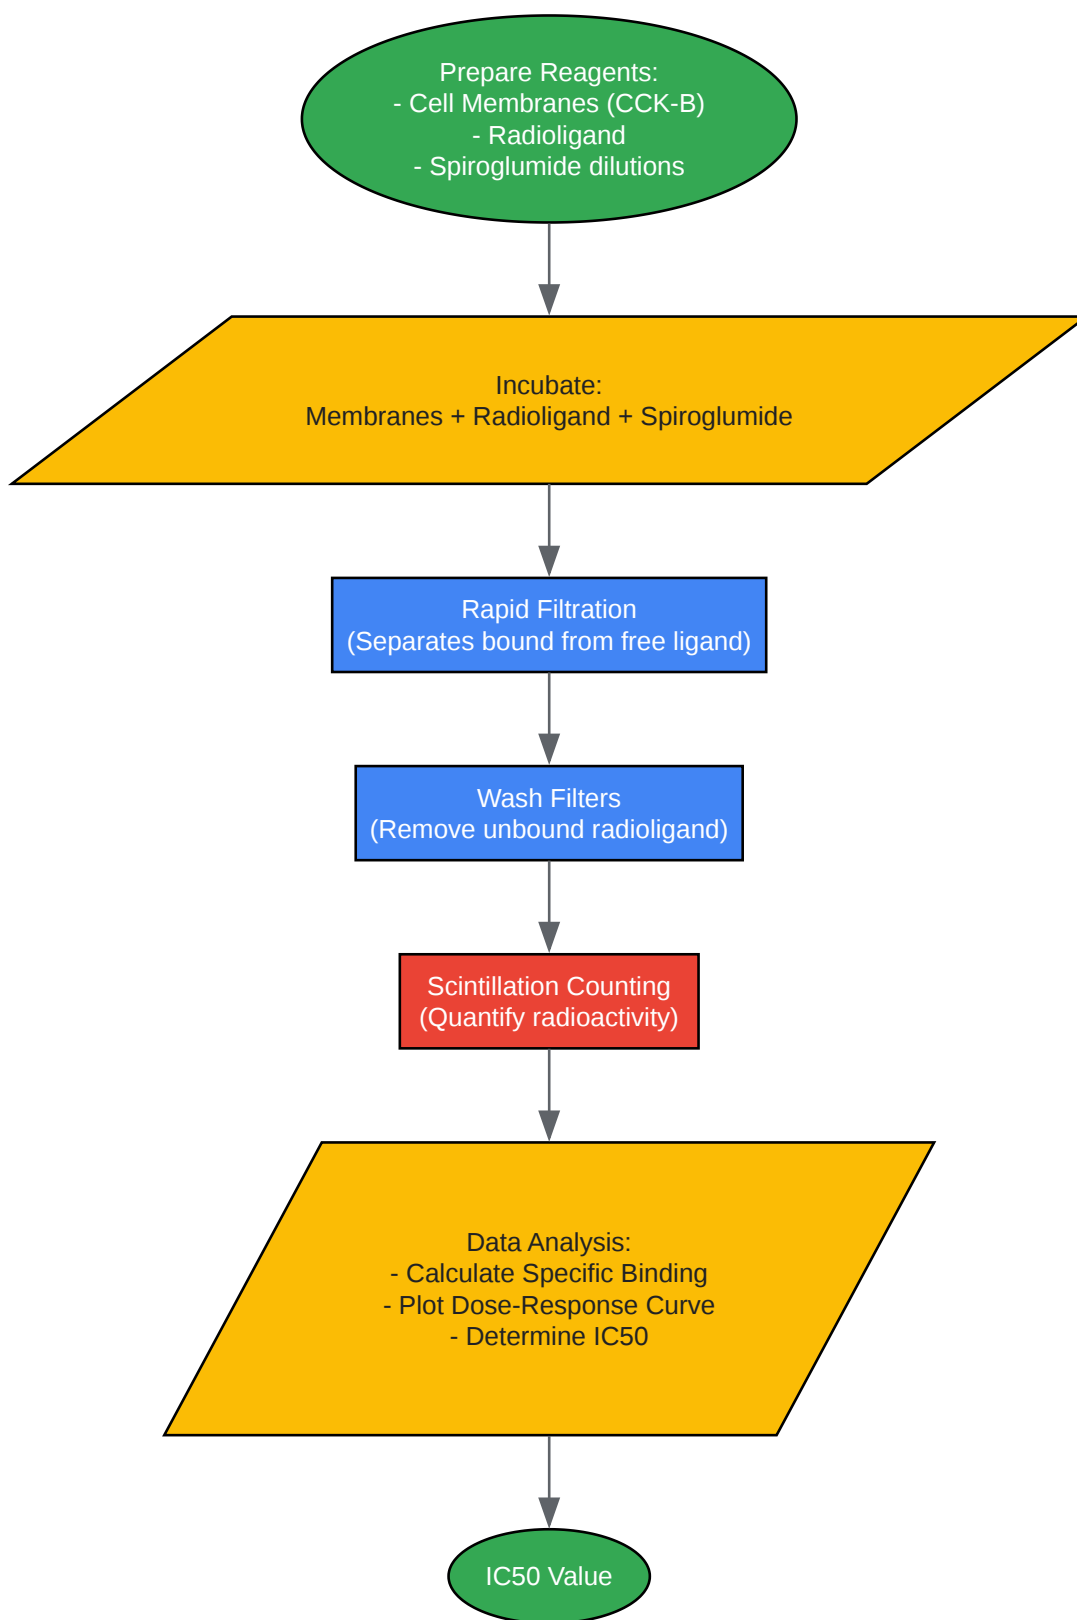 Prepare Reagents:
- Cell Membranes (CCK-B)
- Radioligand
- Spiroglumide dilutions
Incubate:
Membranes + Radioligand + Spiroglumide
Rapid Filtration
(Separates bound from free ligand)
Wash Filters
(Remove unbound radioligand)
Scintillation Counting
(Quantify radioactivity)
Data Analysis:
- Calculate Specific Binding
- Plot Dose-Response Curve
- Determine IC50
IC50 Value